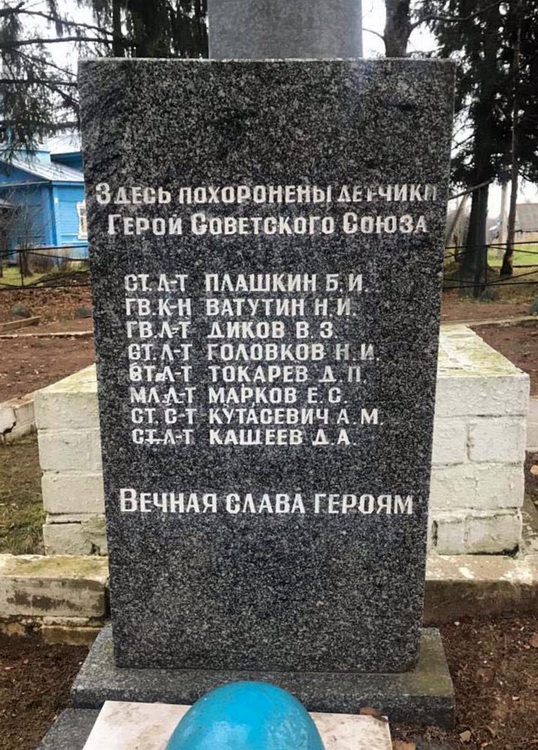 Здесь похоронены летчики
Герои Советского Союза
ст. л-т Плашкин Б.И.
гв. к-н Ватутин Н.И.
гв. л-т Диков В.З.
ст. л-т Головков Н.И.
ст. л-т Токарев Д.П.
мл. л-т Марков Е.С.
ст. с-т Кутасевич А.М.
ст. л-т Кащеев Д.А.
Вечная слава героям